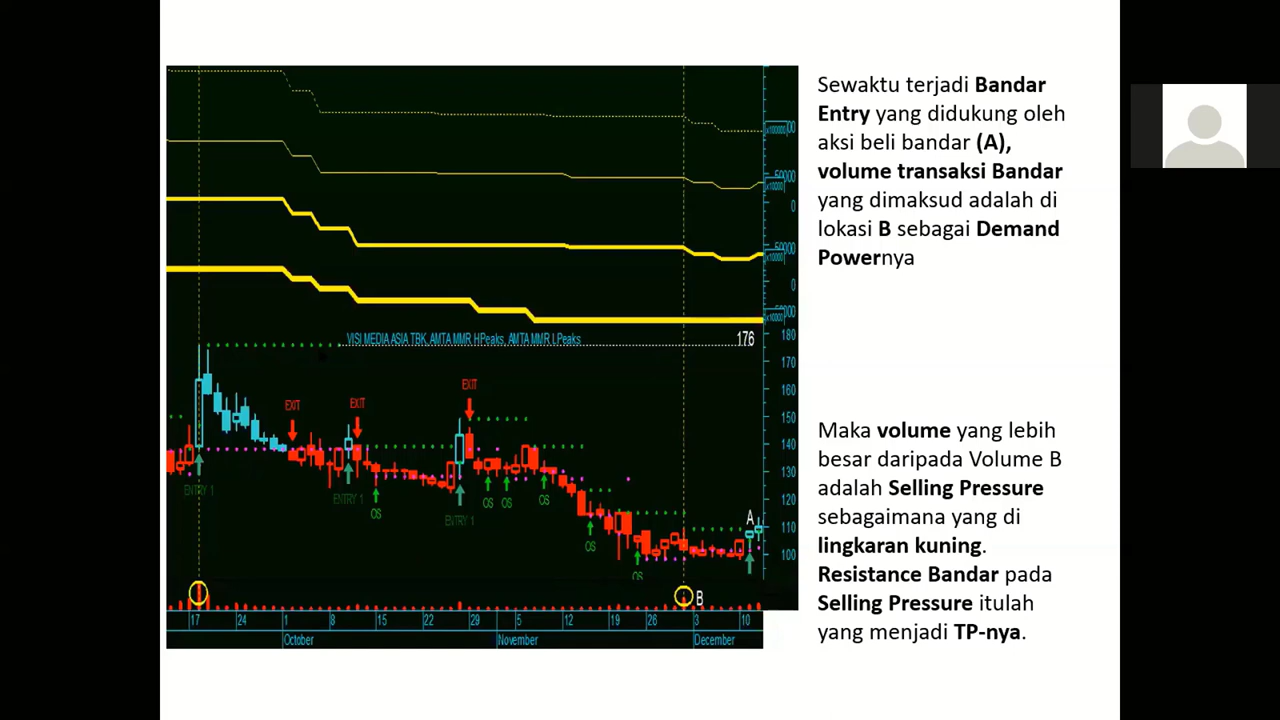 Sewaktu terjadi Bandar
Entry yang didukung oleh
aksi beli bandar (A),
volume transaksi Bandar
yang dimaksud adalah di
lokasi B sebagai Demand
Powernya
Maka volume yang lebih
besar daripada Volume B
adalah Selling Pressure
sebagaimana yang di
lingkaran kuning.
Resistance Bandar pada
Selling Pressure itulah
yang menjadi TP-nya.
VISI MEDIA ASIA TBK, AMTA MMR HPeaks, AMTA MMR LPeaks
176
180
170
160
150
140
130
120
110
100
EXIT
EXIT
EXIT
ENTRY 1
ENTRY 1
ENTRY 1
OS
OS
OS
OS
OS
OS
A
B
17 24 1 8 15 22 29 5 12 19 26 3 10
October November December